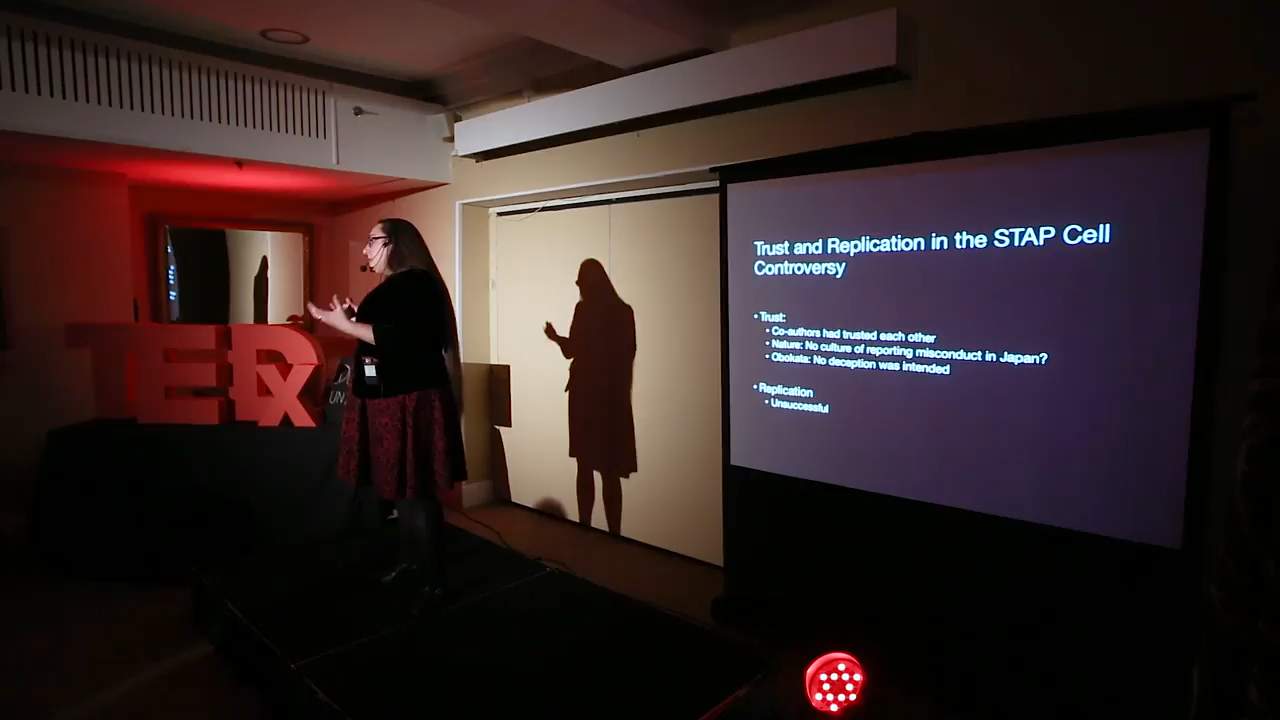 TEDx
Trust and Replication in the STAP Cell
Controversy
• Trust:
• Co-authors had trusted each other
• Nature: No culture of reporting misconduct in Japan?
• Obokata: No deception was intended
• Replication
• Unsuccessful